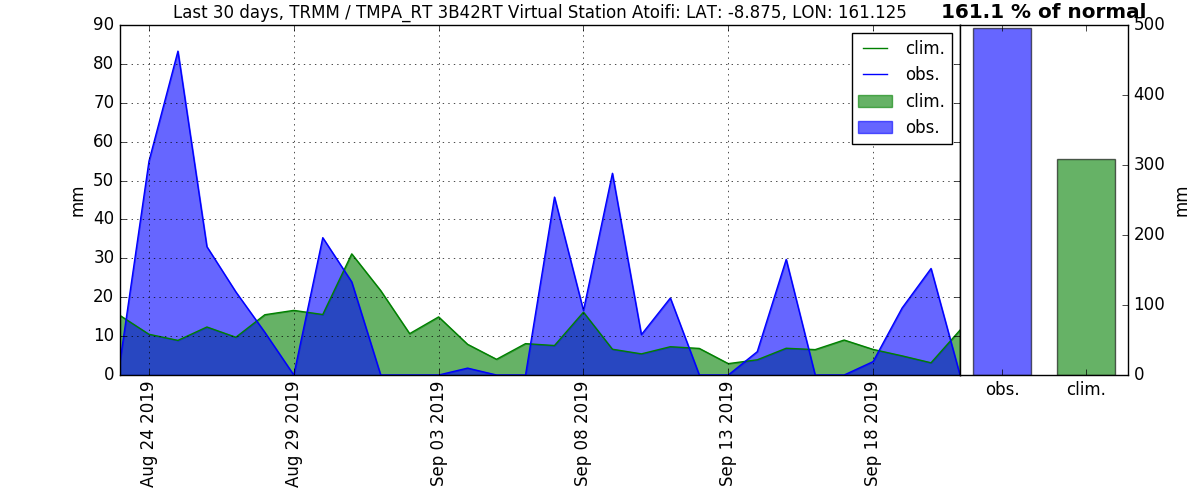 Last 30 days, TRMM / TMPA_RT 3B42RT Virtual Station Atoifi: LAT: -8.875, LON: 161.125
161.1 % of normal
90
80
70
60
50
40
30
20
10
0
mm
clim.
obs.
clim.
obs.
Aug 24 2019
Aug 29 2019
Sep 03 2019
Sep 08 2019
Sep 13 2019
Sep 18 2019
500
400
300
200
100
0
mm
obs.
clim.